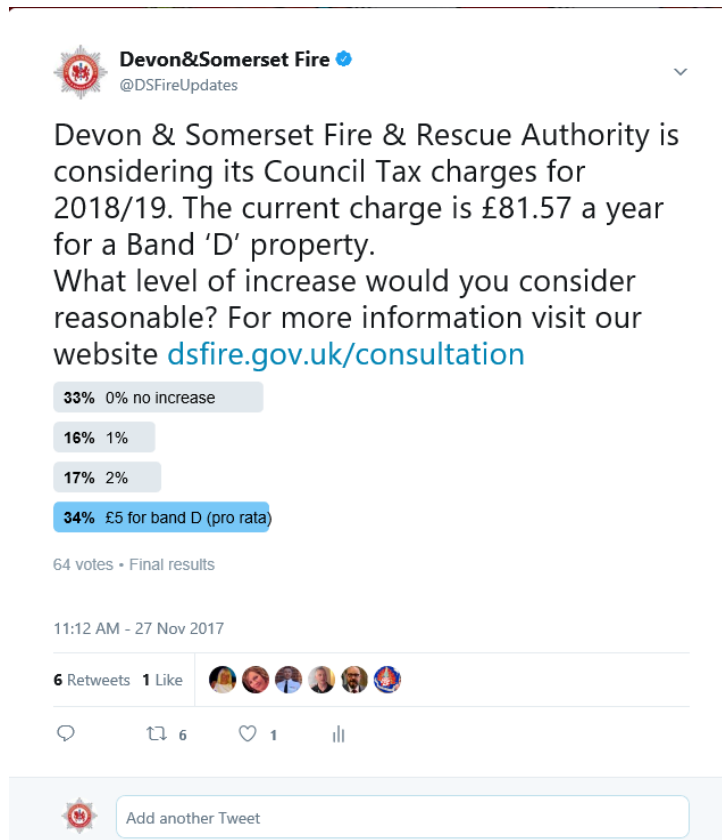 Devon&Somerset Fire
@DSFireUpdates
Devon & Somerset Fire & Rescue Authority is
considering its Council Tax charges for
2018/19. The current charge is £81.57 a year
for a Band ‘D’ property.
What level of increase would you consider
reasonable? For more information visit our
website dsfire.gov.uk/consultation
33% 0% no increase
16% 1%
17% 2%
34% £5 for band D (pro rata)
64 votes • Final results
11:12 AM - 27 Nov 2017
6 Retweets 1 Like
6 1
Add another Tweet